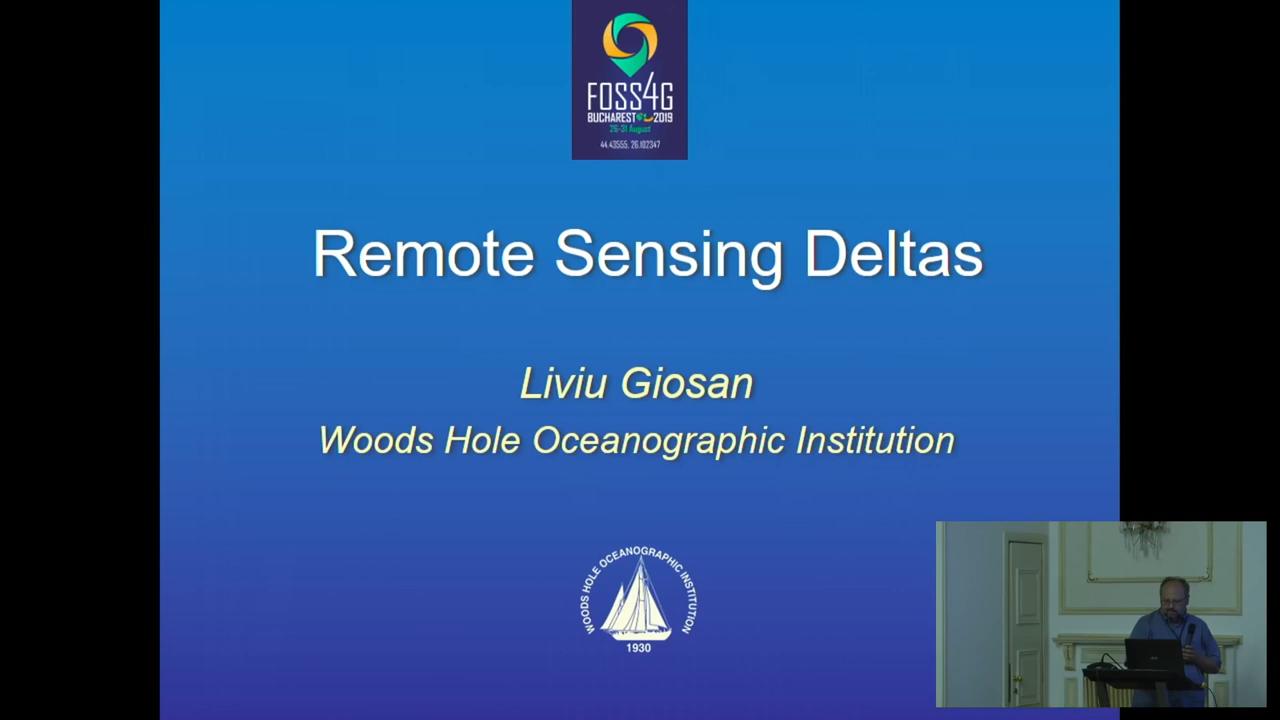 FOSS4G
BUCHAREST 2019
26-31 August
44.43555, 26.102347
Remote Sensing Deltas
Liviu Giosan
Woods Hole Oceanographic Institution
WOODS HOLE OCEANOGRAPHIC INSTITUTION
1930